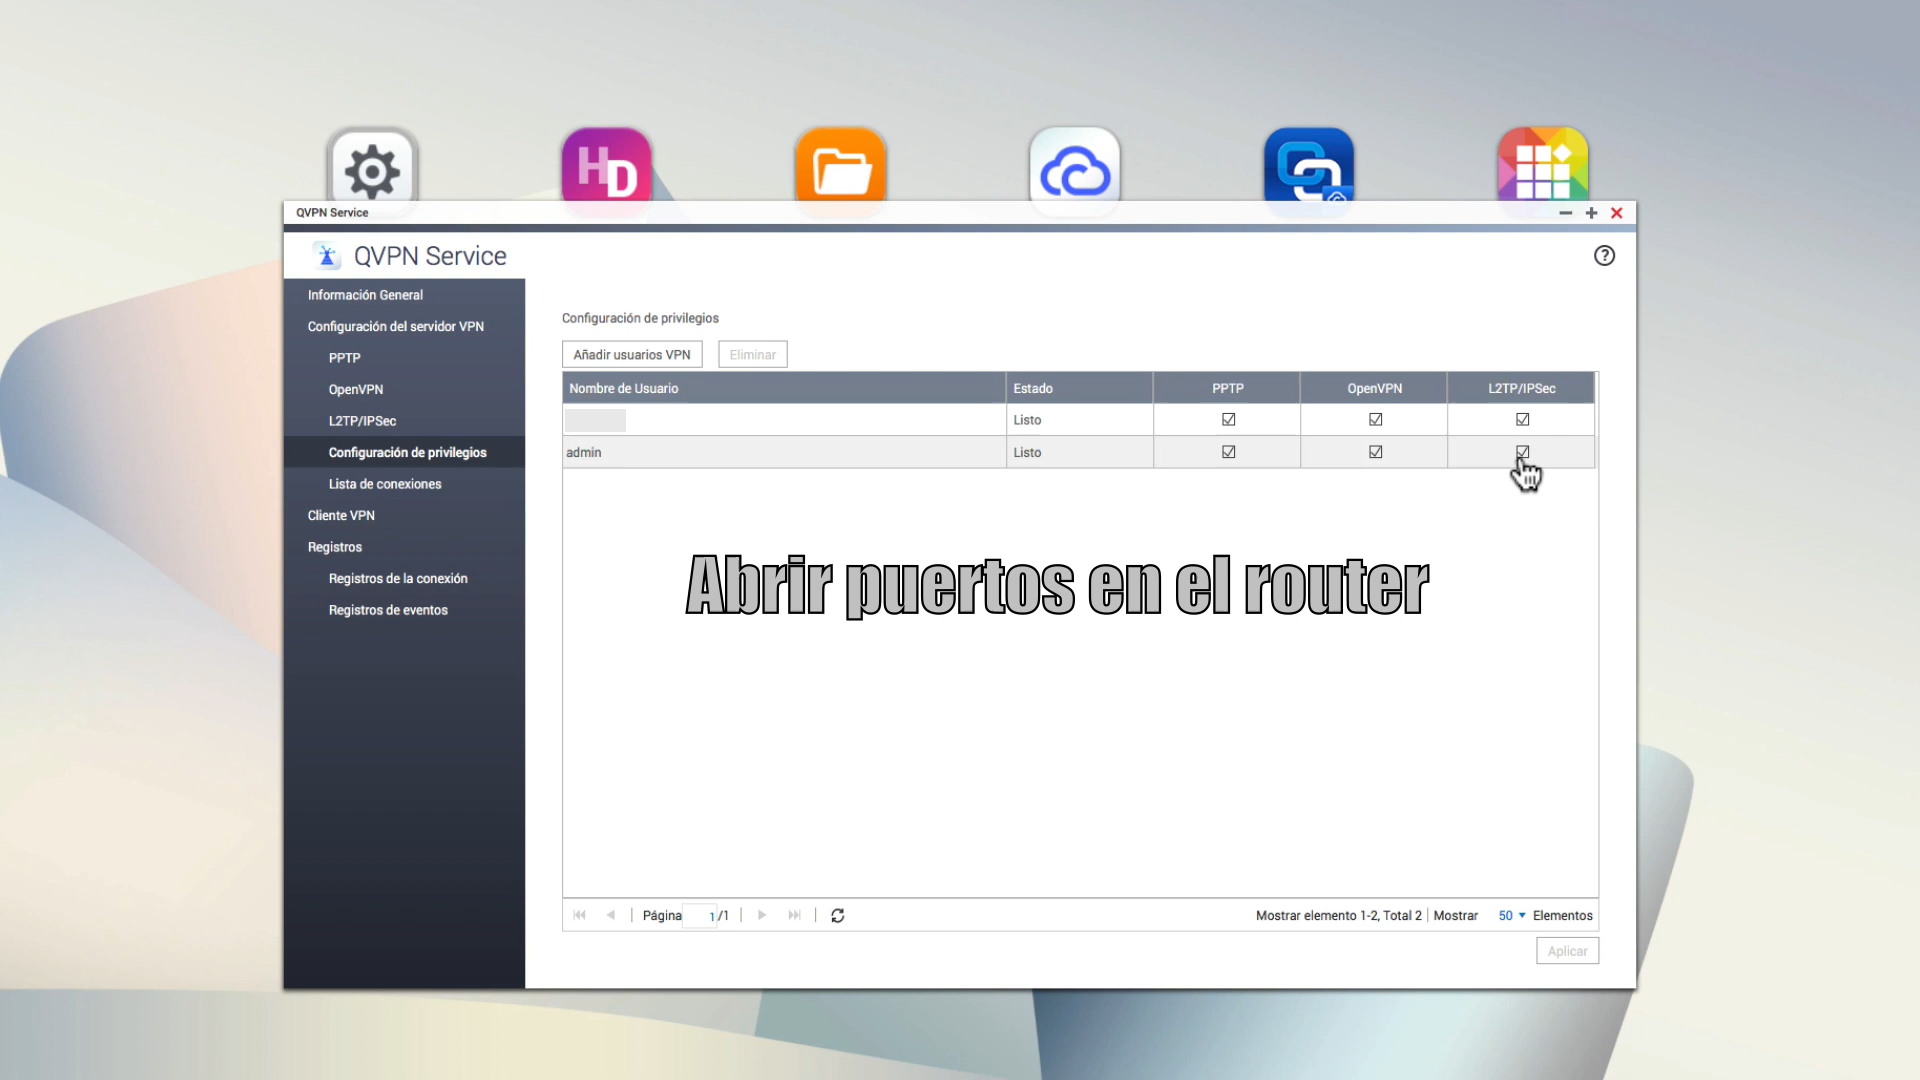 HD
QVPN Service
QVPN Service
Información General
Configuración del servidor VPN
PPTP
OpenVPN
L2TP/IPSec
Configuración de privilegios
Lista de conexiones
Cliente VPN
Registros
Registros de la conexión
Registros de eventos
Configuración de privilegios
Añadir usuarios VPN Eliminar
Nombre de Usuario Estado PPTP OpenVPN L2TP/IPSec
Listo
admin Listo
Abrir puertos en el router
Página 1 /1 Mostrar elemento 1-2, Total 2 Mostrar 50 Elementos
Aplicar